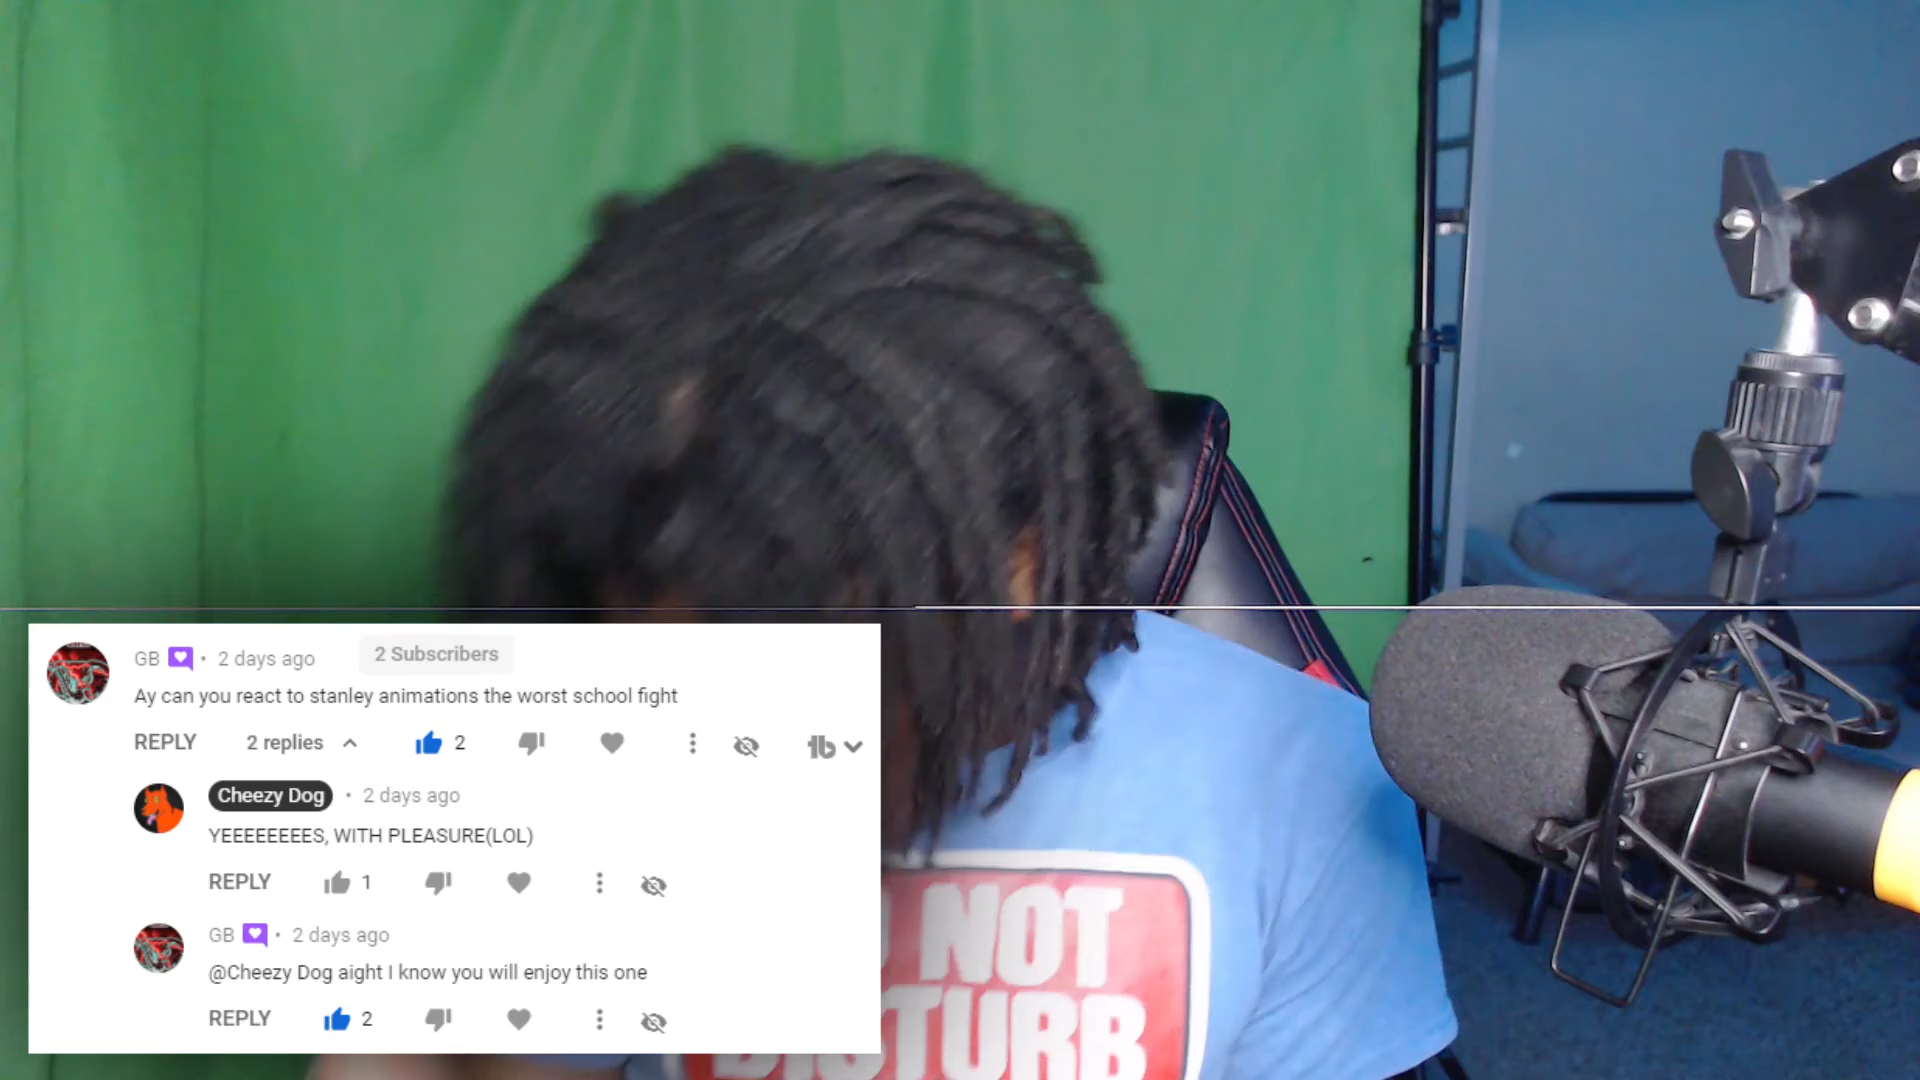 GB • 2 days ago 2 Subscribers
Ay can you react to stanley animations the worst school fight
REPLY 2 replies 2
Cheezy Dog • 2 days ago
YEEEEEEEES, WITH PLEASURE(LOL)
REPLY 1
GB • 2 days ago
@Cheezy Dog aight I know you will enjoy this one
REPLY 2
NOT
DISTURB